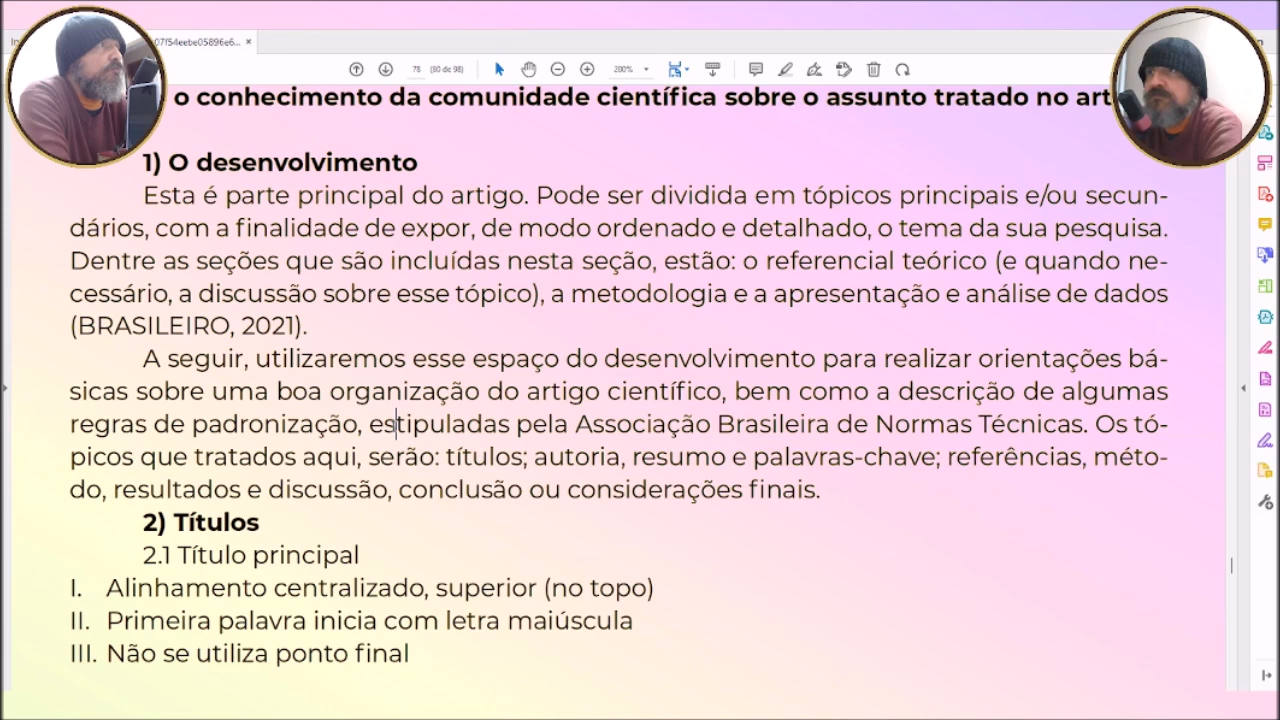 07f54eebe05896e6...
78 (80 de 98) 200%
o conhecimento da comunidade científica sobre o assunto tratado no
1) O desenvolvimento
Esta é parte principal do artigo. Pode ser dividida em tópicos principais e/ou secun-
dários, com a finalidade de expor, de modo ordenado e detalhado, o tema da sua pesquisa.
Dentre as seções que são incluídas nesta seção, estão: o referencial teórico (e quando ne-
cessário, a discussão sobre esse tópico), a metodologia e a apresentação e análise de dados
(BRASILEIRO, 2021).
A seguir, utilizaremos esse espaço do desenvolvimento para realizar orientações bá-
sicas sobre uma boa organização do artigo científico, bem como a descrição de algumas
regras de padronização, estipuladas pela Associação Brasileira de Normas Técnicas. Os tó-
picos que tratados aqui, serão: títulos; autoria, resumo e palavras-chave; referências, méto-
do, resultados e discussão, conclusão ou considerações finais.
2) Títulos
2.1 Título principal
I. Alinhamento centralizado, superior (no topo)
II. Primeira palavra inicia com letra maiúscula
III. Não se utiliza ponto final